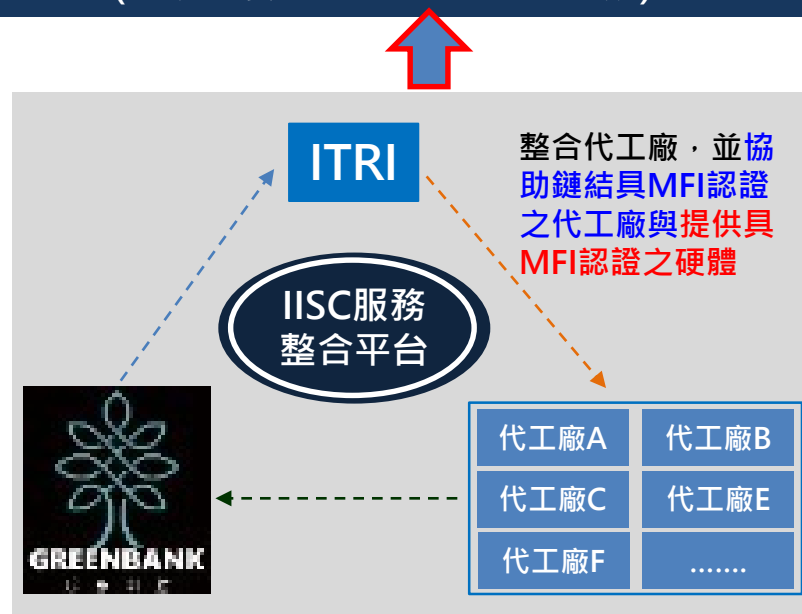 ITRI
整合代工廠，並協
助鏈結具MFI認證
之代工廠與提供具
MFI認證之硬體
IISC服務
整合平台
代工廠A
代工廠B
代工廠C
代工廠E
代工廠F
.......
GREENBANK